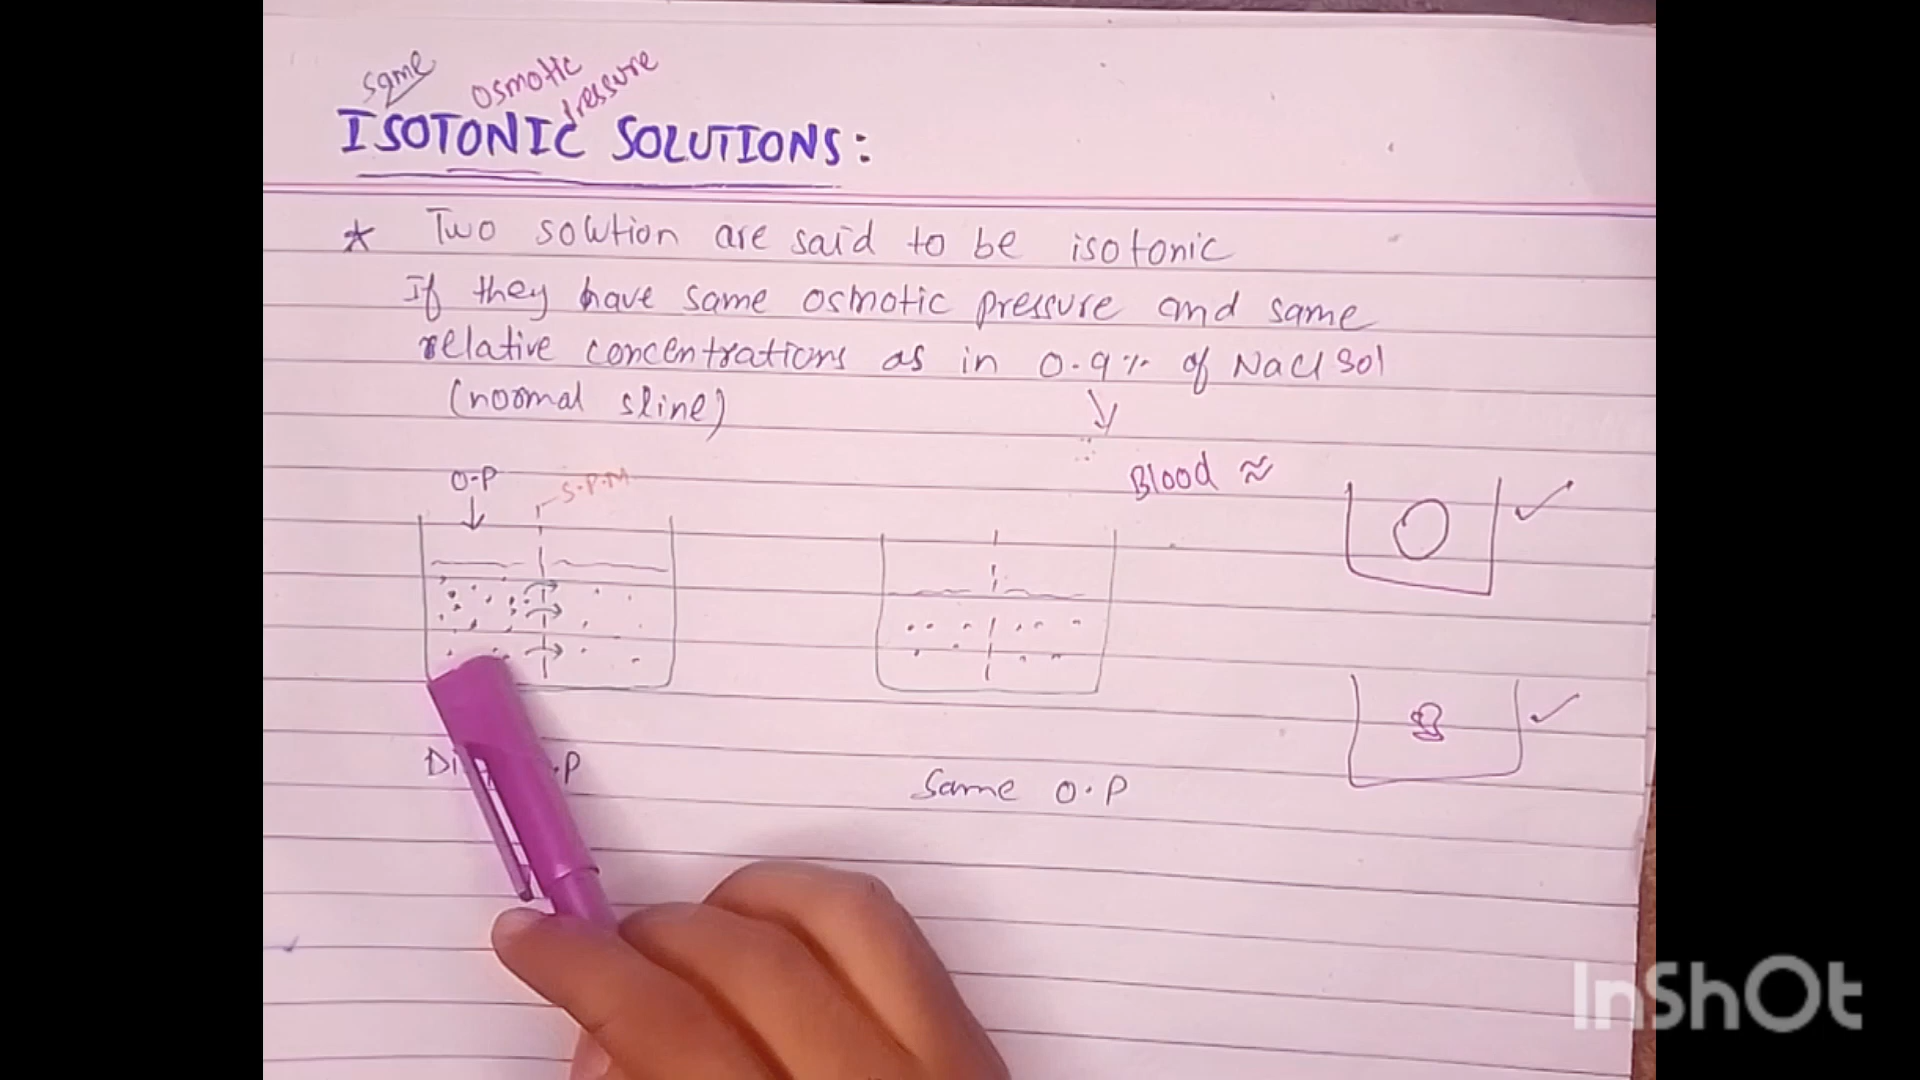 same osmotic pressure
ISOTONIC SOLUTIONS:
* Two solution are said to be isotonic
If they have same osmotic pressure and same
relative concentrations as in 0.9% of NaCl Sol
(normal sline)
Blood ≈
O.P
S.P.M
Same O.P
InShOt